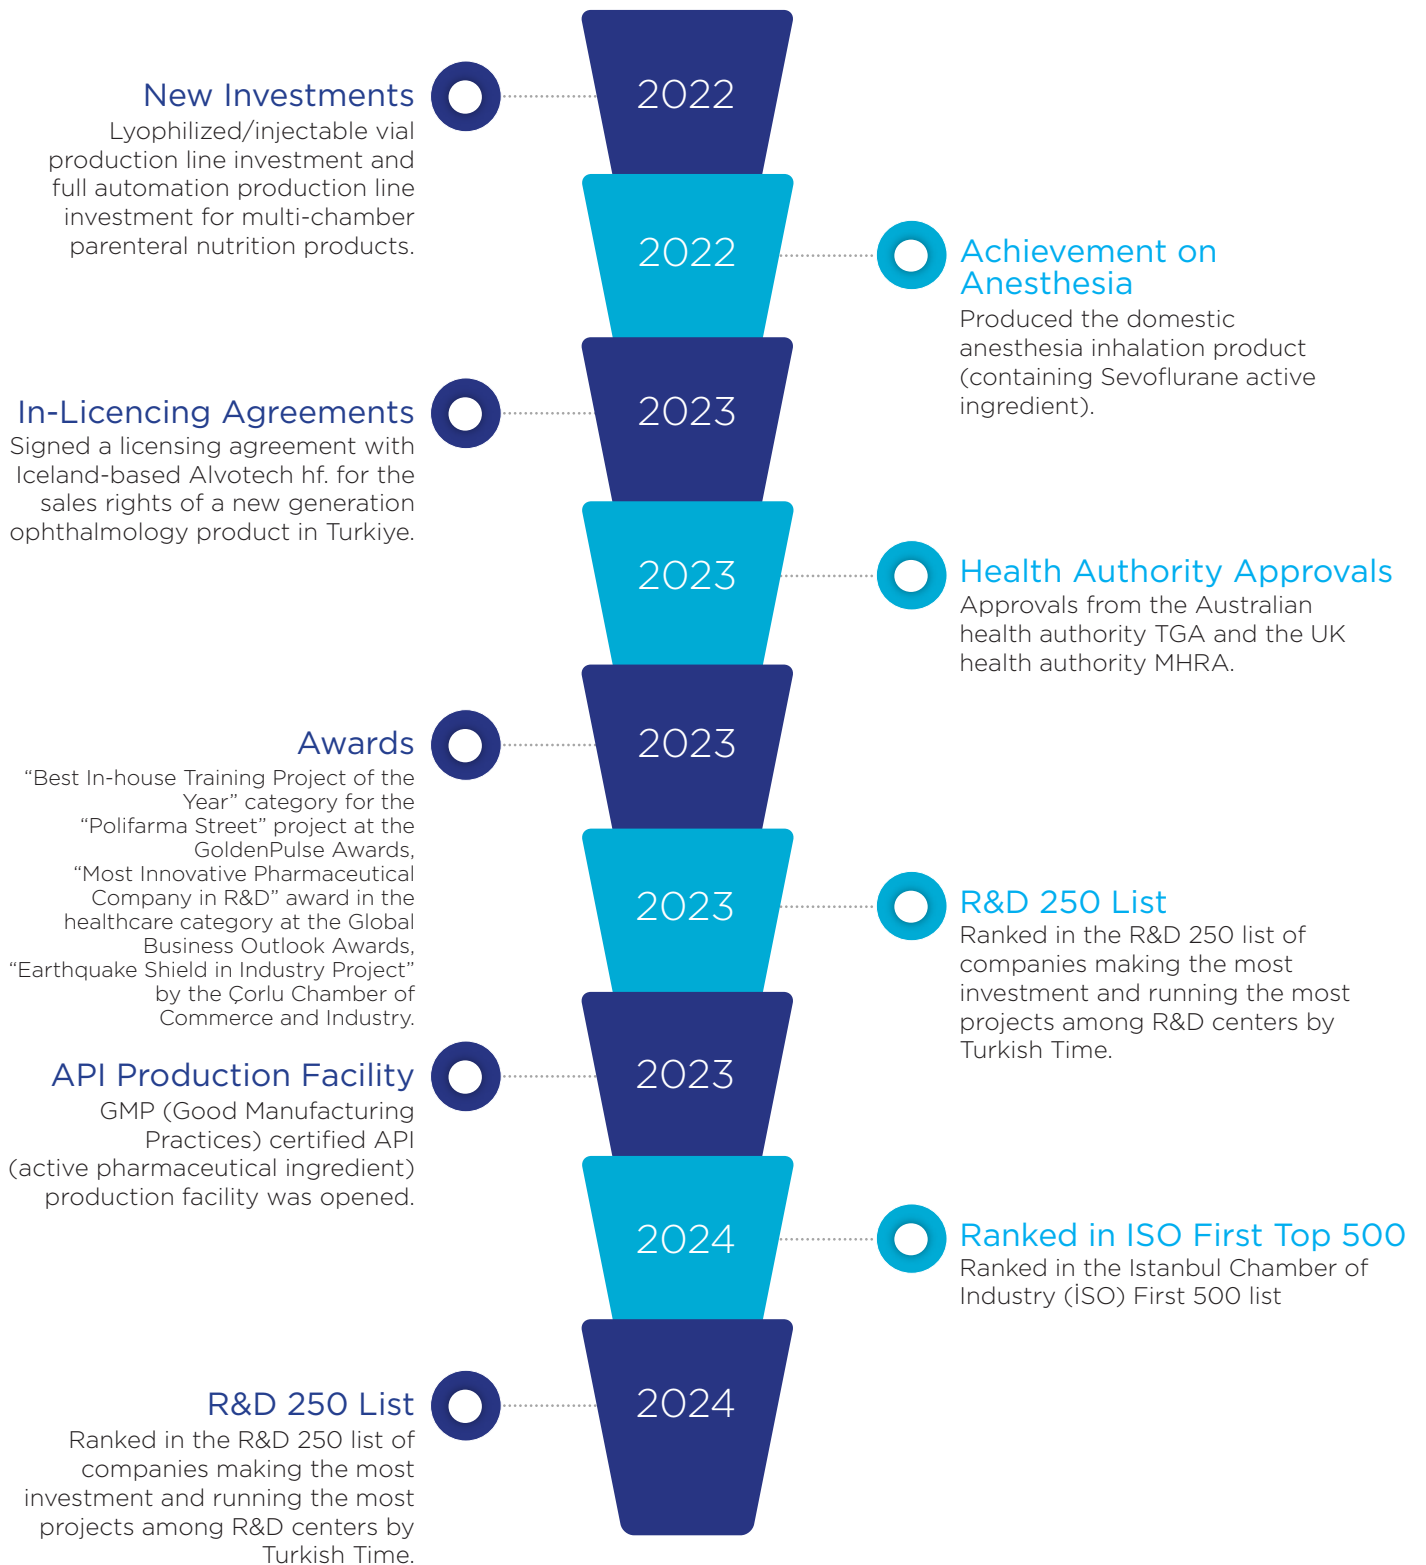 2022
New Investments
Lyophilized/injectable vial
production line investment and
full automation production line
investment for multi-chamber
parenteral nutrition products.
2022
Achievement on
Anesthesia
Produced the domestic
anesthesia inhalation product
(containing Sevoflurane active
ingredient).
2023
In-Licencing Agreements
Signed a licensing agreement with
Iceland-based Alvotech hf. for the
sales rights of a new generation
ophthalmology product in Turkiye.
2023
Health Authority Approvals
Approvals from the Australian
health authority TGA and the UK
health authority MHRA.
2023
Awards
“Best In-house Training Project of the
Year” category for the
“Polifarma Street” project at the
GoldenPulse Awards,
“Most Innovative Pharmaceutical
Company in R&D” award in the
healthcare category at the Global
Business Outlook Awards,
“Earthquake Shield in Industry Project”
by the Çorlu Chamber of
Commerce and Industry.
2023
R&D 250 List
Ranked in the R&D 250 list of
companies making the most
investment and running the most
projects among R&D centers by
Turkish Time.
2023
API Production Facility
GMP (Good Manufacturing
Practices) certified API
(active pharmaceutical ingredient)
production facility was opened.
2024
Ranked in ISO First Top 500
Ranked in the Istanbul Chamber of
Industry (İSO) First 500 list
2024
R&D 250 List
Ranked in the R&D 250 list of
companies making the most
investment and running the most
projects among R&D centers by
Turkish Time.